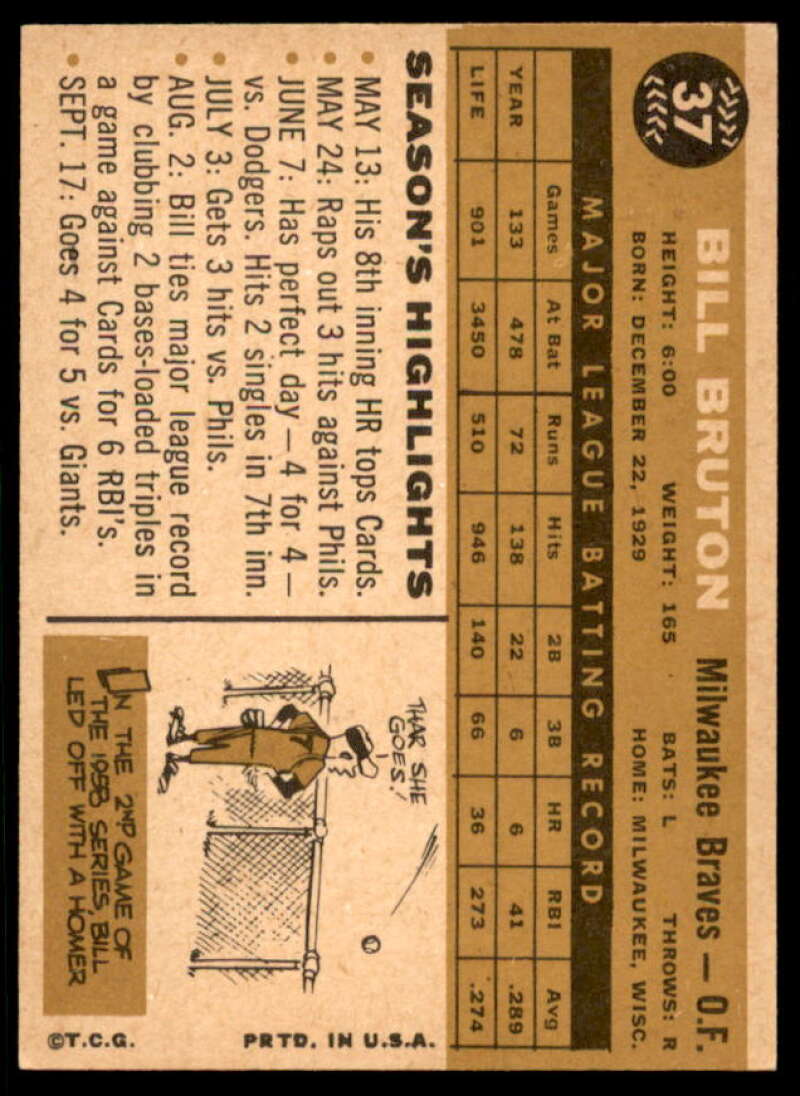 37
BILL BRUTON Milwaukee Braves — O.F.
HEIGHT: 6:00 WEIGHT: 165 BATS: L THROWS: R
BORN: DECEMBER 22, 1929 HOME: MILWAUKEE, WISC.
MAJOR LEAGUE BATTING RECORD
Games At Bat Runs Hits 2B 3B HR RBI Avg
YEAR 133 478 72 138 22 6 6 41 .289
LIFE 901 3450 510 946 140 66 36 273 .274
SEASON'S HIGHLIGHTS
• MAY 13: His 8th inning HR tops Cards.
• MAY 24: Raps out 3 hits against Phils.
• JUNE 7: Has perfect day — 4 for 4 —
vs. Dodgers. Hits 2 singles in 7th inn.
• JULY 3: Gets 3 hits vs. Phils.
• AUG. 2: Bill ties major league record
by clubbing 2 bases-loaded triples in
a game against Cards for 6 RBI's.
• SEPT. 17: Goes 4 for 5 vs. Giants.
THAR SHE
GOES!
7
IN THE 2ND GAME OF
THE 1958 SERIES, BILL
LED OFF WITH A HOMER
©T.C.G. PRTD. IN U.S.A.